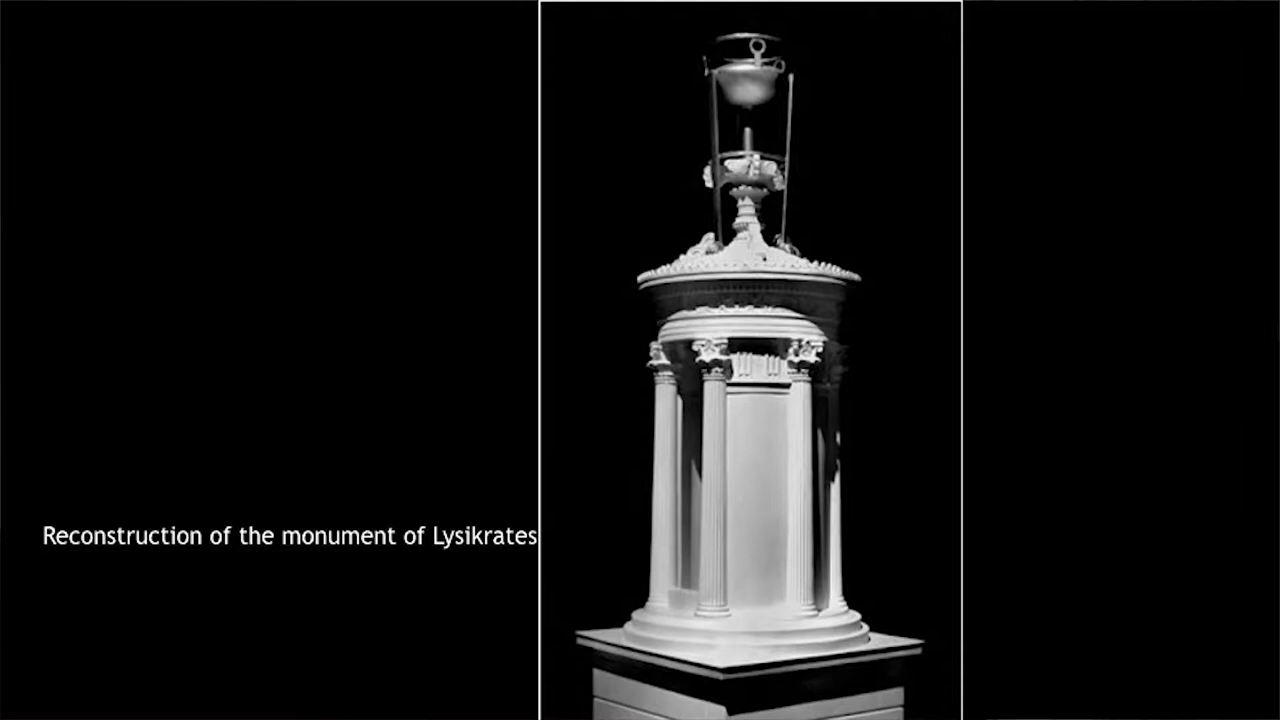 Reconstruction of the monument of Lysikrates